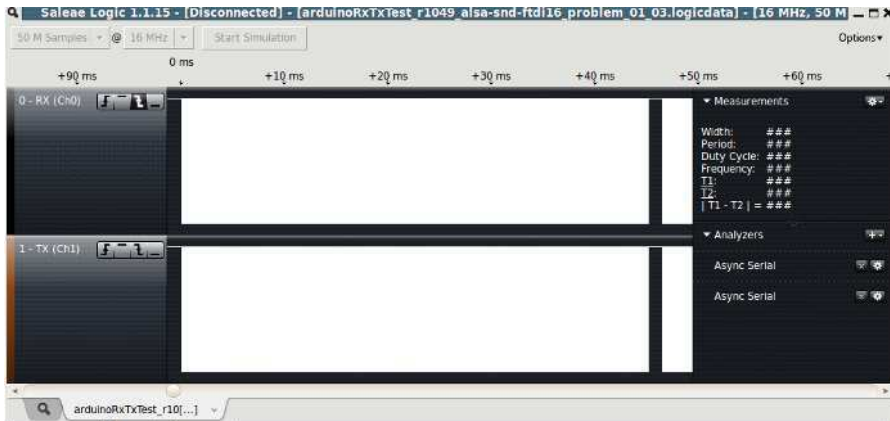 Saleae Logic 1.1.15 - [Disconnected] - [arduinoRxTxTest_r1049_alsa-snd-ftdi16_problem_01_03.logicdata] - [16 MHz, 50 M
50 M Samples @ 16 MHz Start Simulation Options
0 ms
+90 ms +10 ms +20 ms +30 ms +40 ms +50 ms +60 ms +
0 - RX (Ch0)
Measurements
Width: ###
Period: ###
Duty Cycle: ###
Frequency: ###
T1: ###
T2: ###
| T1 - T2 | = ###
1 - TX (Ch1)
Analyzers
Async Serial
Async Serial
arduinoRxTxTest_r10[...]